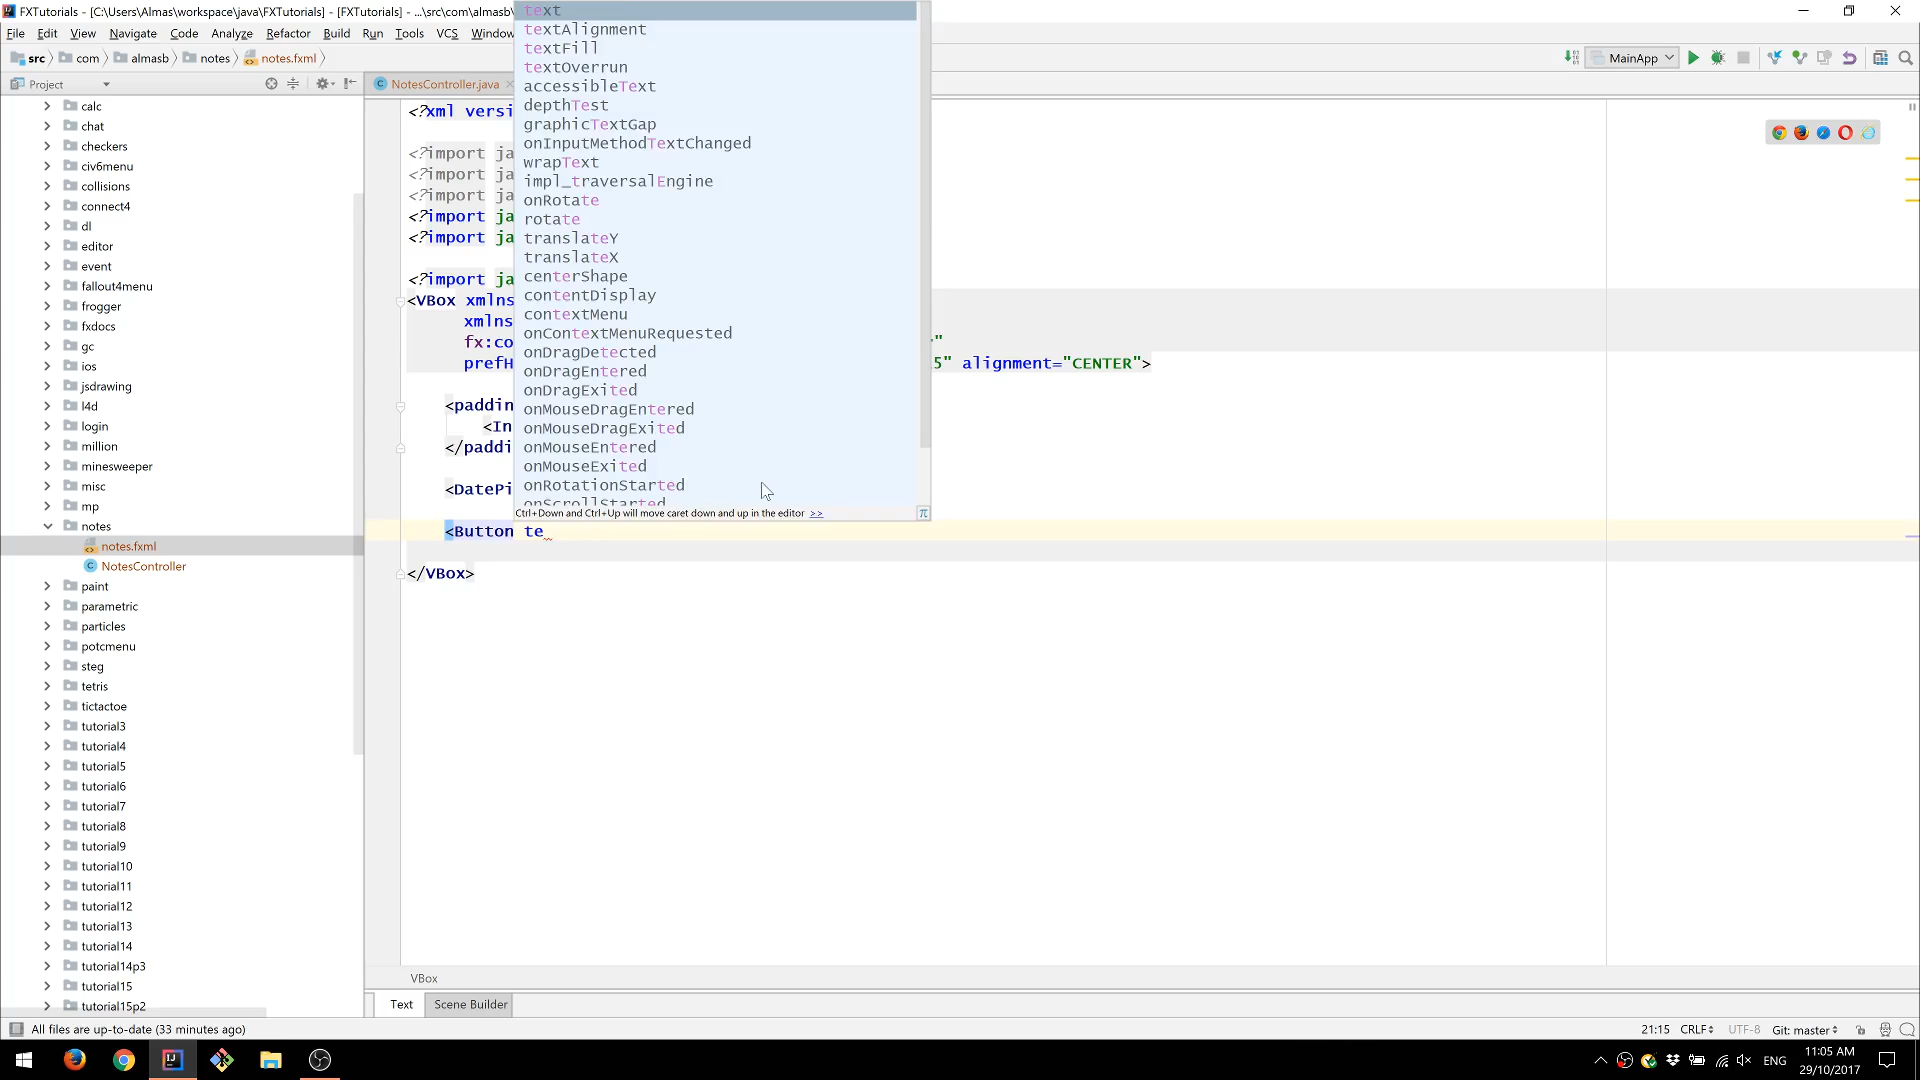 FXTutorials - [C:\Users\Almas\workspace\java\FXTutorials] - [FXTutorials] - ...\src\com\almasb\
File Edit View Navigate Code Analyze Refactor Build Run Tools VCS Window
src com almasb notes notes.fxml MainApp
Project NotesController.java
calc
chat
checkers
civ6menu
collisions
connect4
dl
editor
event
fallout4menu
frogger
fxdocs
gc
ios
jsdrawing
l4d
login
million
minesweeper
misc
mp
notes
notes.fxml
NotesController
paint
parametric
particles
potcmenu
steg
tetris
tictactoe
tutorial3
tutorial4
tutorial5
tutorial6
tutorial7
tutorial8
tutorial9
tutorial10
tutorial11
tutorial12
tutorial13
tutorial14
tutorial14p3
tutorial15
tutorial15p2
<?xml versi
<?import ja
<?import ja
<?import ja
<?import ja
<?import ja
<?import ja
<VBox xmlns
xmlns
fx:co "
prefH 5" alignment="CENTER">
<paddin
<In
</paddi
<DatePi
<Button te
</VBox>
text
textAlignment
textFill
textOverrun
accessibleText
depthTest
graphicTextGap
onInputMethodTextChanged
wrapText
impl_traversalEngine
onRotate
rotate
translateY
translateX
centerShape
contentDisplay
contextMenu
onContextMenuRequested
onDragDetected
onDragEntered
onDragExited
onMouseDragEntered
onMouseDragExited
onMouseEntered
onMouseExited
onRotationStarted
onScrollStarted
Ctrl+Down and Ctrl+Up will move caret down and up in the editor >> π
VBox
Text Scene Builder
All files are up-to-date (33 minutes ago) 21:15 CRLF UTF-8 Git: master
ENG 11:05 AM
29/10/2017